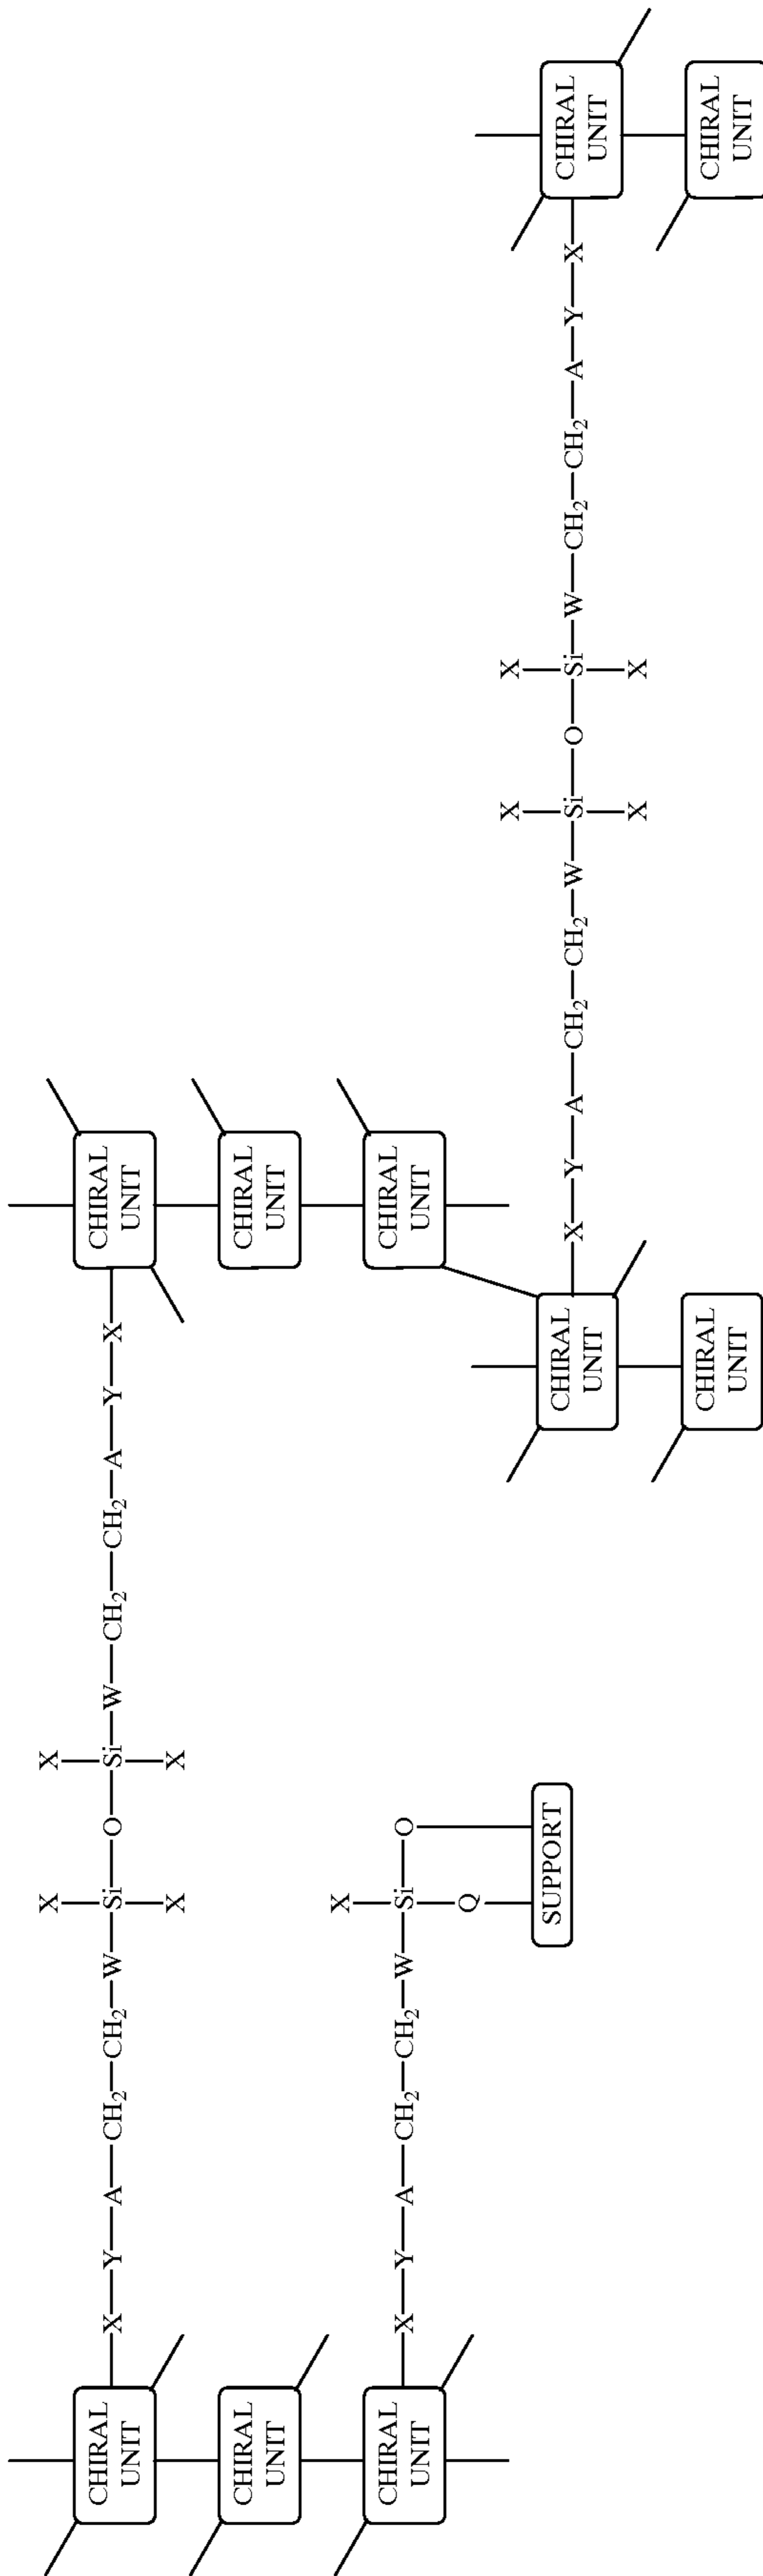 X X
CHIRAL UNIT X—Y—A—CH₂—CH₂—W—Si—O—Si—W—CH₂—CH₂—A—Y—X CHIRAL UNIT
X X
CHIRAL UNIT CHIRAL UNIT
X
CHIRAL UNIT X—Y—A—CH₂—CH₂—W—Si—O CHIRAL UNIT
Q
SUPPORT
X X
CHIRAL UNIT X—Y—A—CH₂—CH₂—W—Si—O—Si—W—CH₂—CH₂—A—Y—X CHIRAL UNIT
X X
CHIRAL UNIT CHIRAL UNIT